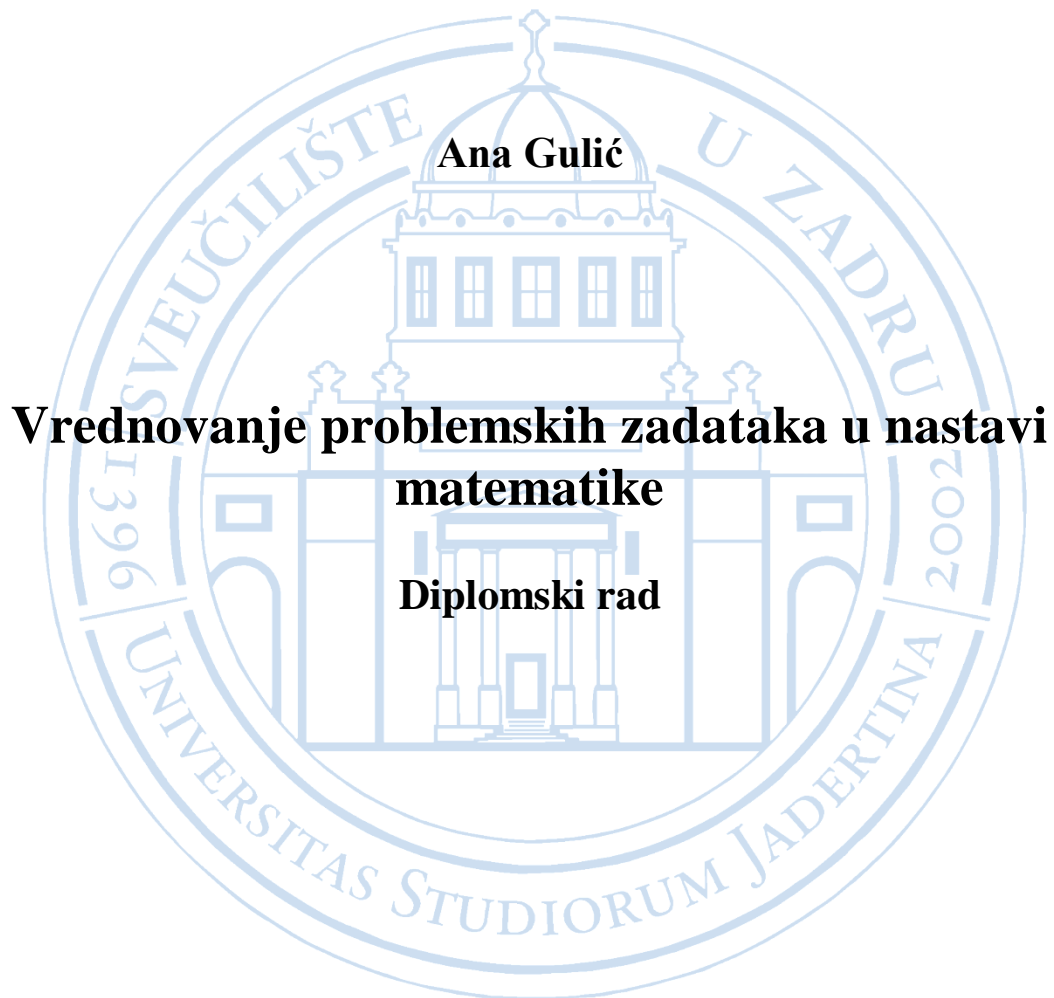 Ana Gulić
Vrednovanje problemskih zadataka u nastavi
matematike
Diplomski rad
SVEUČILIŠTE U ZADRU
1396
2002
UNIVERSITAS STUDIORUM JADERTINA